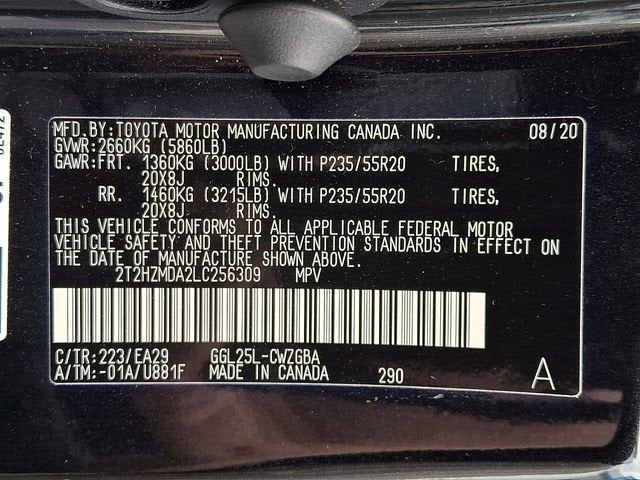 MFD.BY:TOYOTA MOTOR MANUFACTURING CANADA INC. 08/20
GVWR:2660KG (5860LB)
GAWR:FRT. 1360KG (3000LB) WITH P235/55R20 TIRES,
20X8J RIMS.
RR. 1460KG (3215LB) WITH P235/55R20 TIRES,
20X8J RIMS.
THIS VEHICLE CONFORMS TO ALL APPLICABLE FEDERAL MOTOR
VEHICLE SAFETY AND THEFT PREVENTION STANDARDS IN EFFECT ON
THE DATE OF MANUFACTURE SHOWN ABOVE.
2T2HZMDA2LC256309 MPV
C/TR:223/EA29 GGL25L-CWZGBA
A/TM:-01A/U881F MADE IN CANADA 290 A